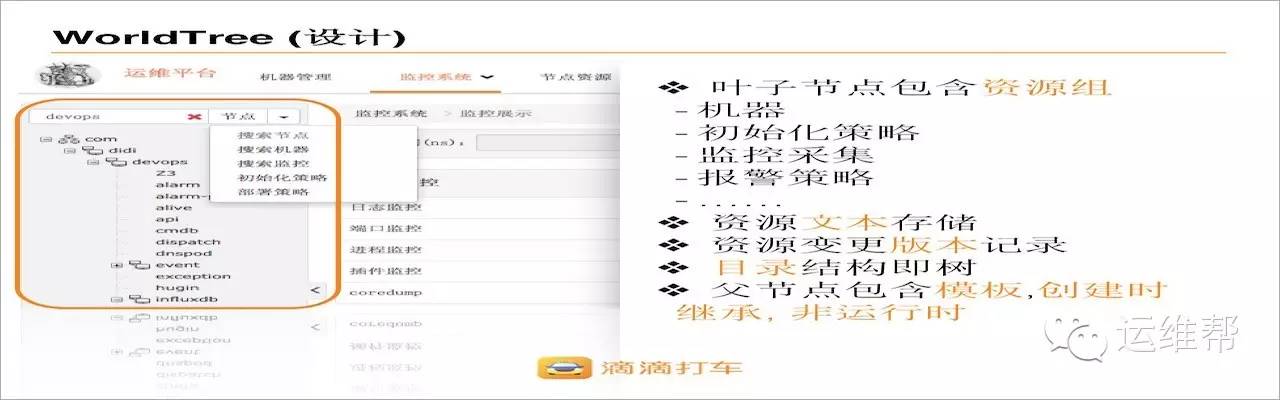 WorldTree (设计)
运维平台 机器管理 监控系统 节点资源
devops 节点
监控系统 > 监控展示
搜索节点
搜索机器
搜索监控
初始化策略
部署策略
(ns):
com
didi
devops
Z3
alarm
alive
api
cmdb
dispatch
dnspod
event
exception
hugin
influxdb
日志监控
端口监控
进程监控
插件监控
coredump
❖ 叶子节点包含资源组
– 机器
– 初始化策略
– 监控采集
– 报警策略
– ......
❖ 资源文本存储
❖ 资源变更版本记录
❖ 目录结构即树
❖ 父节点包含模板,创建时
继承, 非运行时
滴滴打车
运维帮